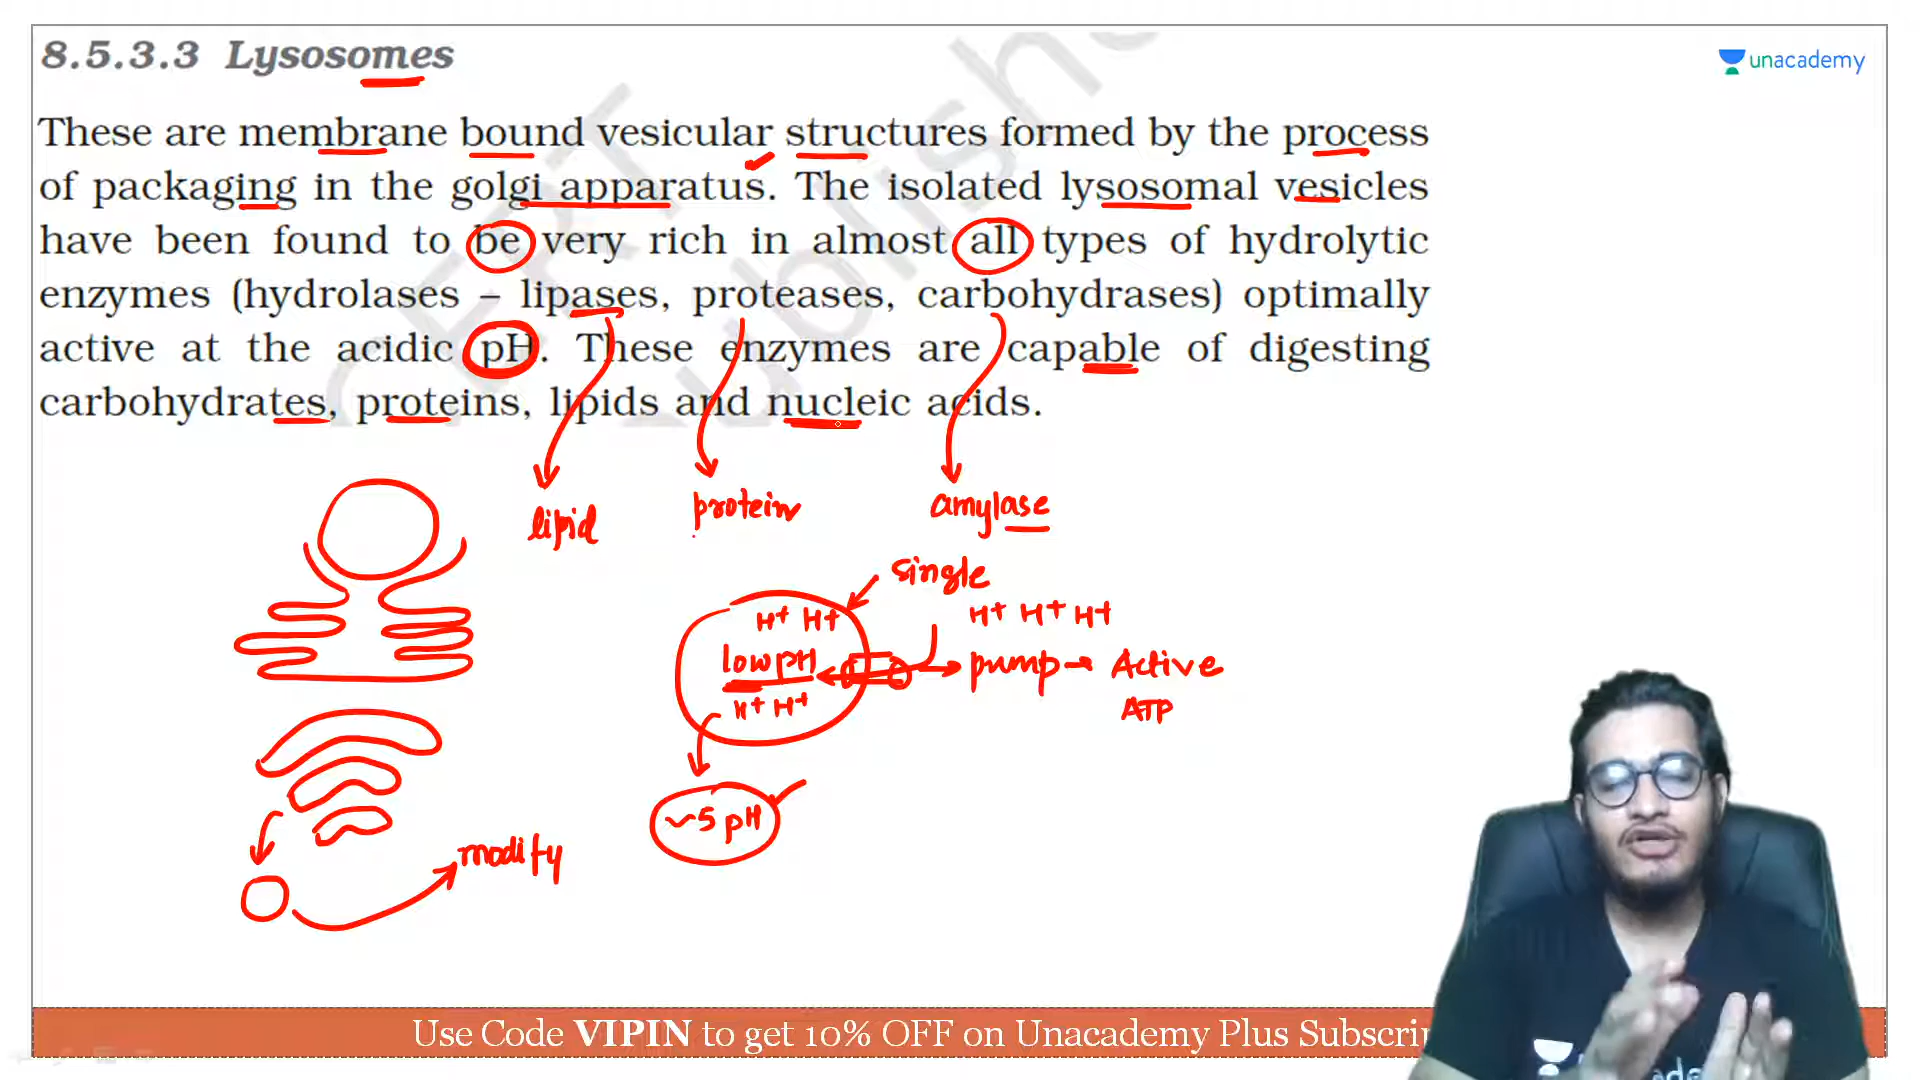 8.5.3.3 Lysosomes
unacademy
These are membrane bound vesicular structures formed by the process
of packaging in the golgi apparatus. The isolated lysosomal vesicles
have been found to be very rich in almost all types of hydrolytic
enzymes (hydrolases – lipases, proteases, carbohydrases) optimally
active at the acidic pH. These enzymes are capable of digesting
carbohydrates, proteins, lipids and nucleic acids.
lipid
protein
amylase
single
H+ H+
H+ H+ H+
low pH
pump → Active
H+ H+
ATP
~5 pH
modify
Use Code VIPIN to get 10% OFF on Unacademy Plus Subscri